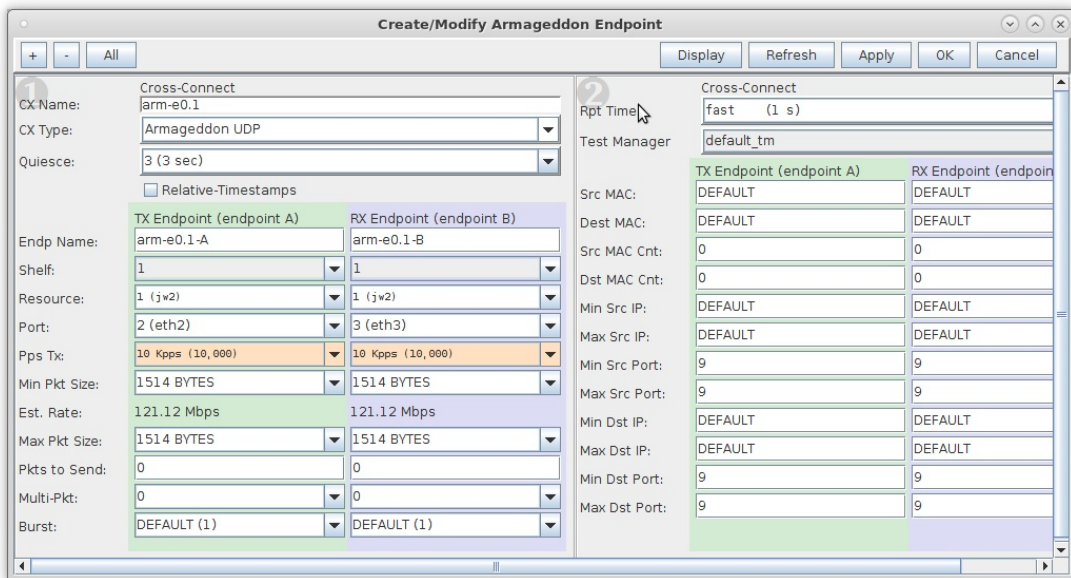 Create/Modify Armageddon Endpoint
+ - All Display Refresh Apply OK Cancel
1
Cross-Connect
CX Name: arm-e0.1
CX Type: Armageddon UDP
Quiesce: 3 (3 sec)
Relative-Timestamps
TX Endpoint (endpoint A) RX Endpoint (endpoint B)
Endp Name: arm-e0.1-A arm-e0.1-B
Shelf: 1 1
Resource: 1 (jw2) 1 (jw2)
Port: 2 (eth2) 3 (eth3)
Pps Tx: 10 Kpps (10,000) 10 Kpps (10,000)
Min Pkt Size: 1514 BYTES 1514 BYTES
Est. Rate: 121.12 Mbps 121.12 Mbps
Max Pkt Size: 1514 BYTES 1514 BYTES
Pkts to Send: 0 0
Multi-Pkt: 0 0
Burst: DEFAULT (1) DEFAULT (1)
2
Cross-Connect
Rpt Time fast (1 s)
Test Manager default_tm
TX Endpoint (endpoint A) RX Endpoint (endpoin
Src MAC: DEFAULT DEFAULT
Dest MAC: DEFAULT DEFAULT
Src MAC Cnt: 0 0
Dst MAC Cnt: 0 0
Min Src IP: DEFAULT DEFAULT
Max Src IP: DEFAULT DEFAULT
Min Src Port: 9 9
Max Src Port: 9 9
Min Dst IP: DEFAULT DEFAULT
Max Dst IP: DEFAULT DEFAULT
Min Dst Port: 9 9
Max Dst Port: 9 9